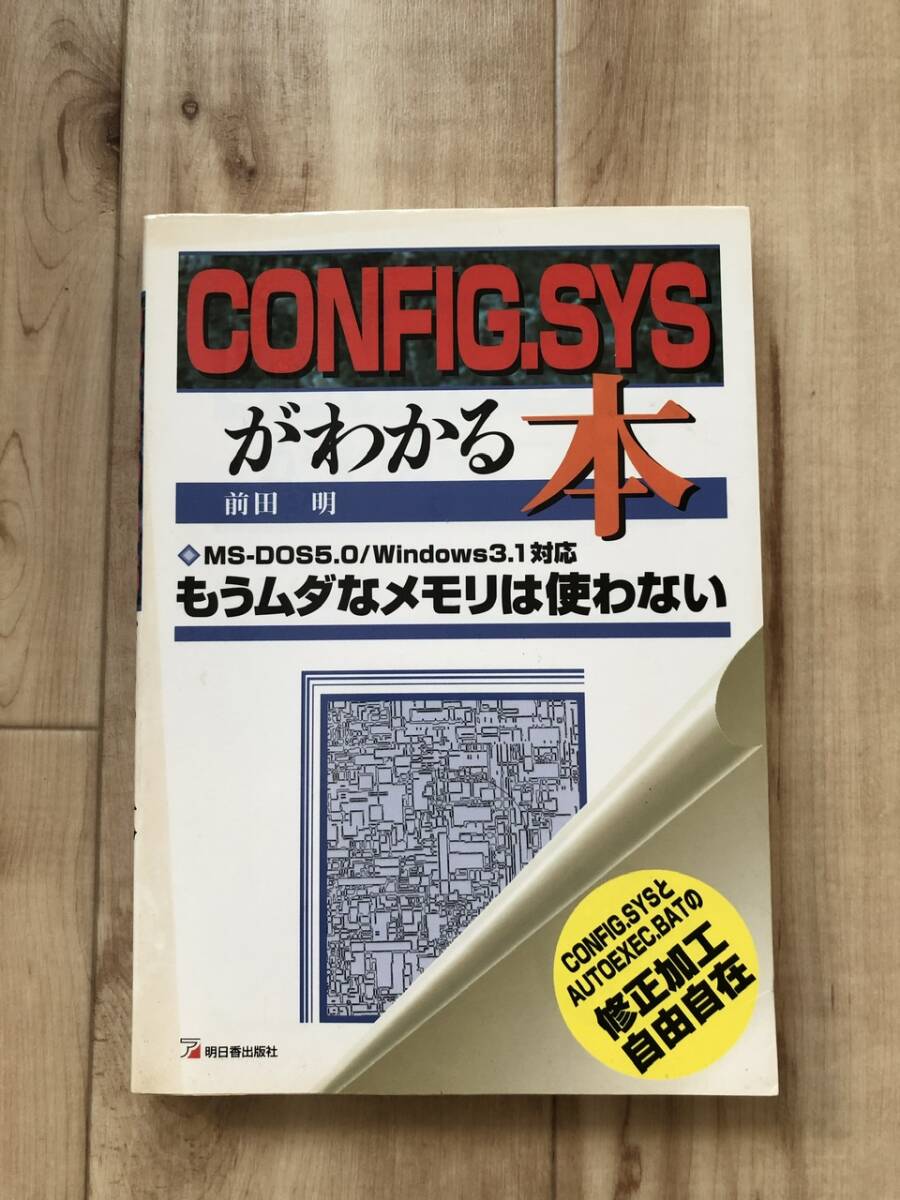 CONFIG.SYS
がわかる本
前田 明
MS-DOS5.0/Windows3.1対応
もうムダなメモリは使わない
CONFIG.SYSと
AUTOEXEC.BATの
修正加工
自由自在
ア 明日香出版社